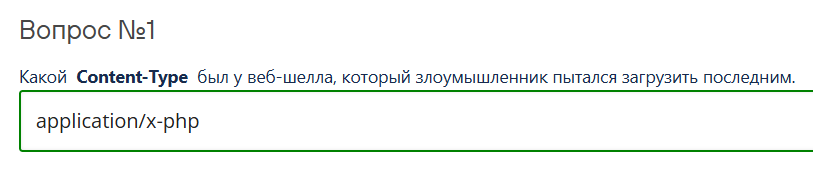 Вопрос №1
Какой Content-Type был у веб-шелла, который злоумышленник пытался загрузить последним.
application/x-php